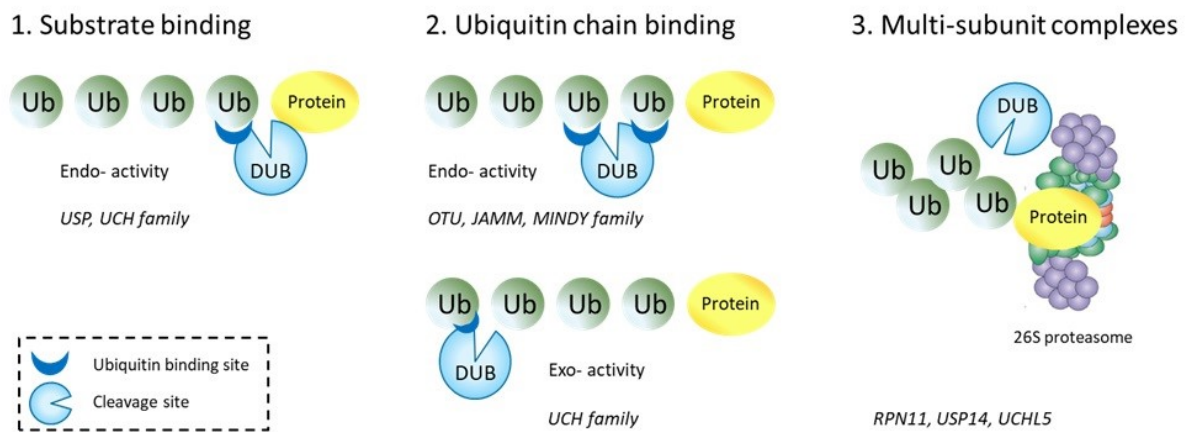 1. Substrate binding
Ub Ub Ub Ub Protein
DUB
Endo- activity
USP, UCH family
2. Ubiquitin chain binding
Ub Ub Ub Ub Protein
DUB
Endo- activity
OTU, JAMM, MINDY family
Ub Ub Ub Ub Protein
DUB
Exo- activity
UCH family
3. Multi-subunit complexes
DUB
Ub Ub
Ub Ub
Protein
26S proteasome
RPN11, USP14, UCHL5
Ubiquitin binding site
Cleavage site